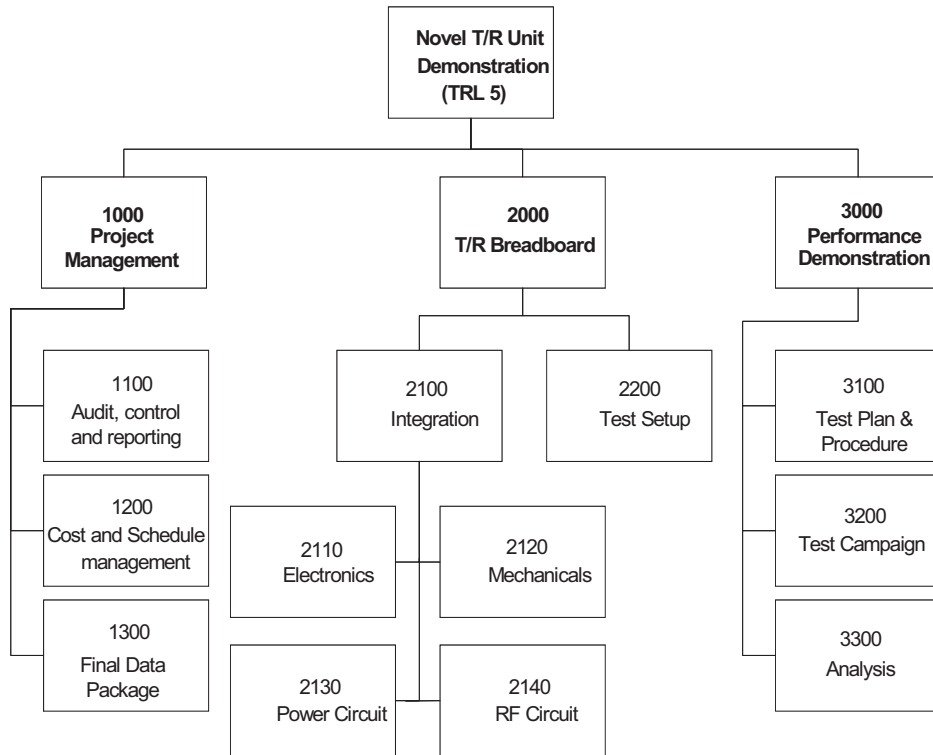 Novel T/R Unit
Demonstration
(TRL 5)
1000
Project
Management
2000
T/R Breadboard
3000
Performance
Demonstration
1100
Audit, control
and reporting
1200
Cost and Schedule
management
1300
Final Data
Package
2100
Integration
2200
Test Setup
2110
Electronics
2120
Mechanicals
2130
Power Circuit
2140
RF Circuit
3100
Test Plan &
Procedure
3200
Test Campaign
3300
Analysis